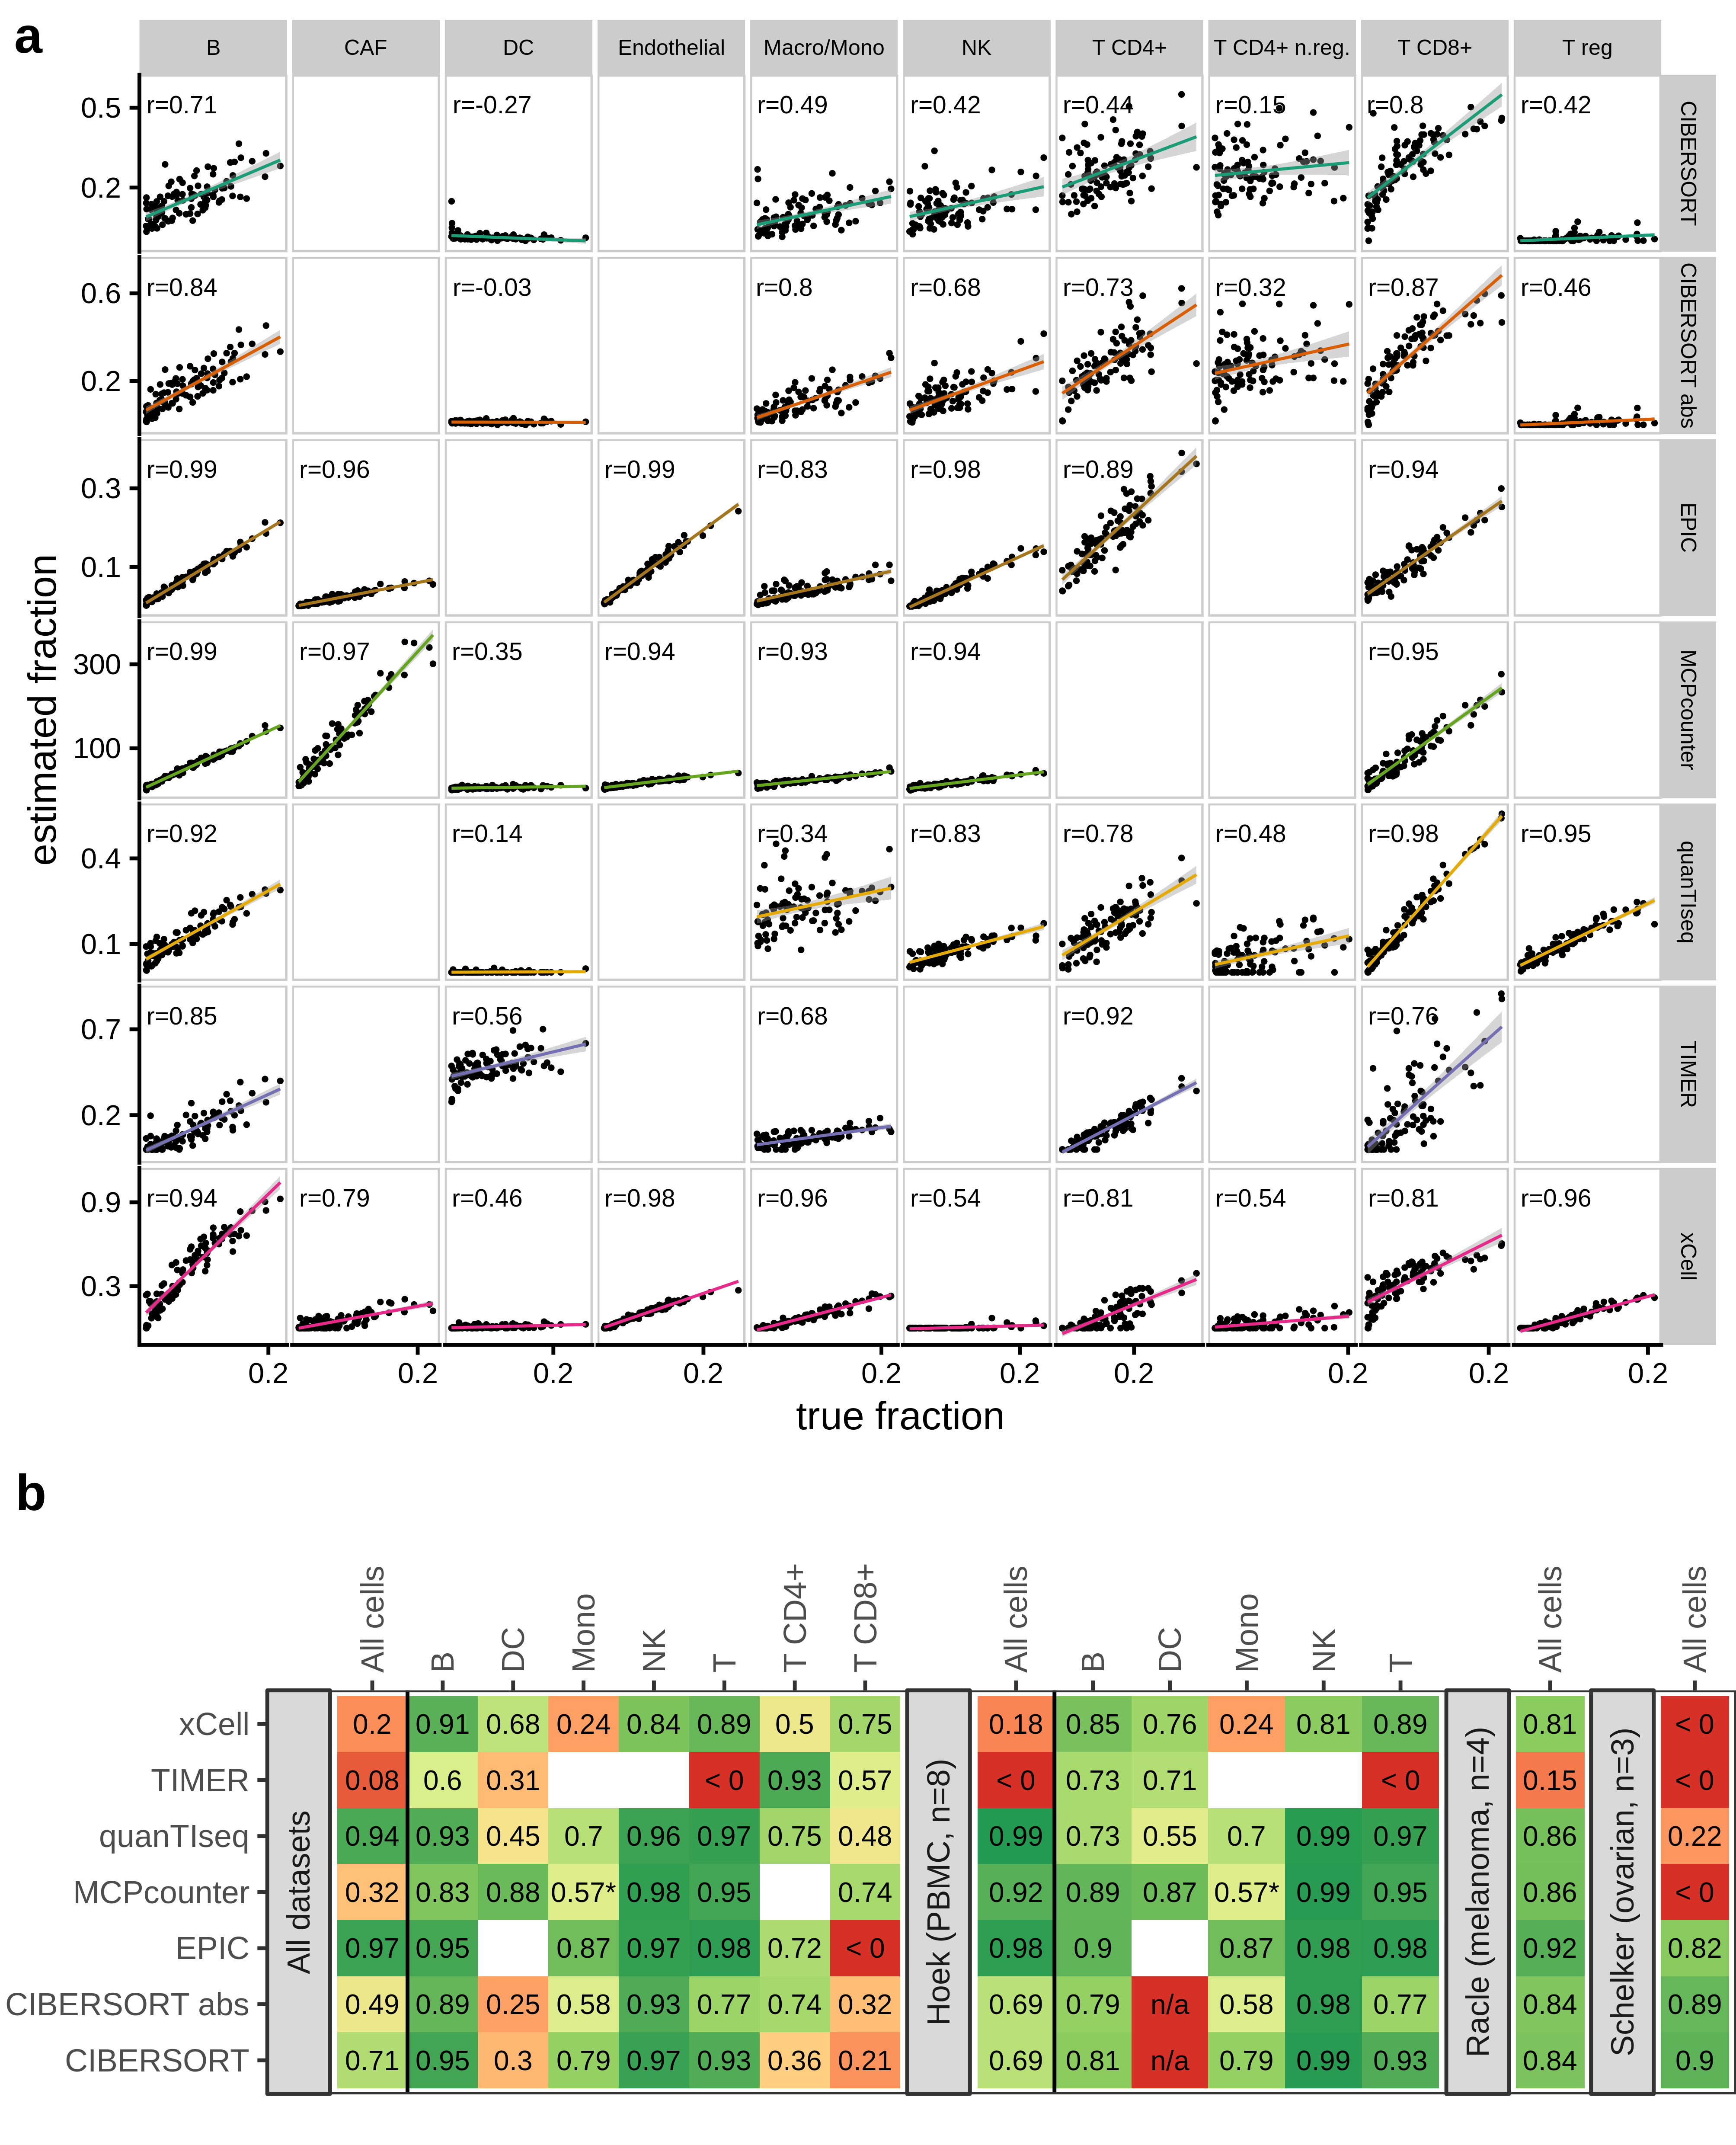 a
B CAF DC Endothelial Macro/Mono NK T CD4+ T CD4+ n.reg. T CD8+ T reg
0.5 0.2
r=0.71 r=-0.27 r=0.49 r=0.42 r=0.44 r=0.15 r=0.8 r=0.42
CIBERSORT
0.6 0.2
r=0.84 r=-0.03 r=0.8 r=0.68 r=0.73 r=0.32 r=0.87 r=0.46
CIBERSORT abs
0.3 0.1
r=0.99 r=0.96 r=0.99 r=0.83 r=0.98 r=0.89 r=0.94
EPIC
300 100
r=0.99 r=0.97 r=0.35 r=0.94 r=0.93 r=0.94 r=0.95
MCPcounter
0.4 0.1
r=0.92 r=0.14 r=0.34 r=0.83 r=0.78 r=0.48 r=0.98 r=0.95
quanTIseq
0.7 0.2
r=0.85 r=0.56 r=0.68 r=0.92 r=0.76
TIMER
0.9 0.3
r=0.94 r=0.79 r=0.46 r=0.98 r=0.96 r=0.54 r=0.81 r=0.54 r=0.81 r=0.96
xCell
0.2 0.2 0.2 0.2 0.2 0.2 0.2 0.2 0.2 0.2
estimated fraction
true fraction
b
All cells B DC Mono NK T T CD4+ T CD8+ All cells B DC Mono NK T All cells All cells
All datasets
Hoek (PBMC, n=8)
Racle (melanoma, n=4)
Schelker (ovarian, n=3)
xCell 0.2 0.91 0.68 0.24 0.84 0.89 0.5 0.75 0.18 0.85 0.76 0.24 0.81 0.89 0.81 < 0
TIMER 0.08 0.6 0.31 < 0 0.93 0.57 < 0 0.73 0.71 < 0 0.15 < 0
quanTIseq 0.94 0.93 0.45 0.7 0.96 0.97 0.75 0.48 0.99 0.73 0.55 0.7 0.99 0.97 0.86 0.22
MCPcounter 0.32 0.83 0.88 0.57* 0.98 0.95 0.74 0.92 0.89 0.87 0.57* 0.99 0.95 0.86 < 0
EPIC 0.97 0.95 0.87 0.97 0.98 0.72 < 0 0.98 0.9 0.87 0.98 0.98 0.92 0.82
CIBERSORT abs 0.49 0.89 0.25 0.58 0.93 0.77 0.74 0.32 0.69 0.79 n/a 0.58 0.98 0.77 0.84 0.89
CIBERSORT 0.71 0.95 0.3 0.79 0.97 0.93 0.36 0.21 0.69 0.81 n/a 0.79 0.99 0.93 0.84 0.9